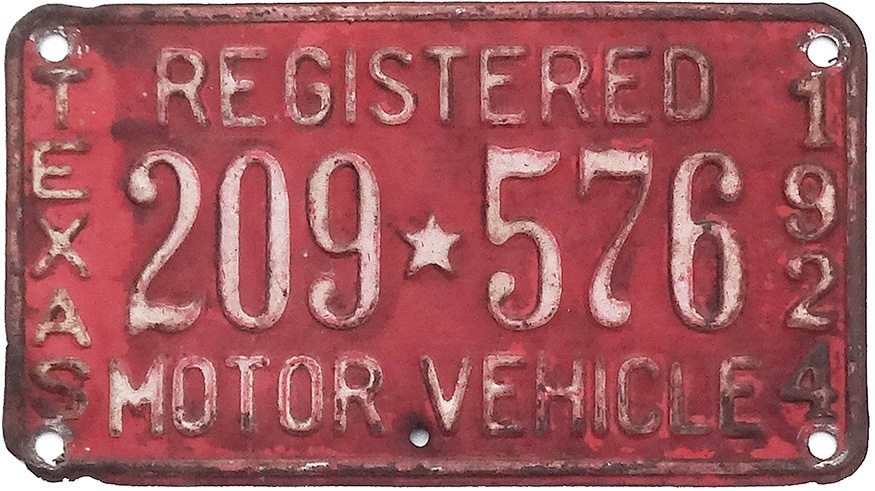 REGISTERED
TEXAS
209★576
1924
MOTOR VEHICLE